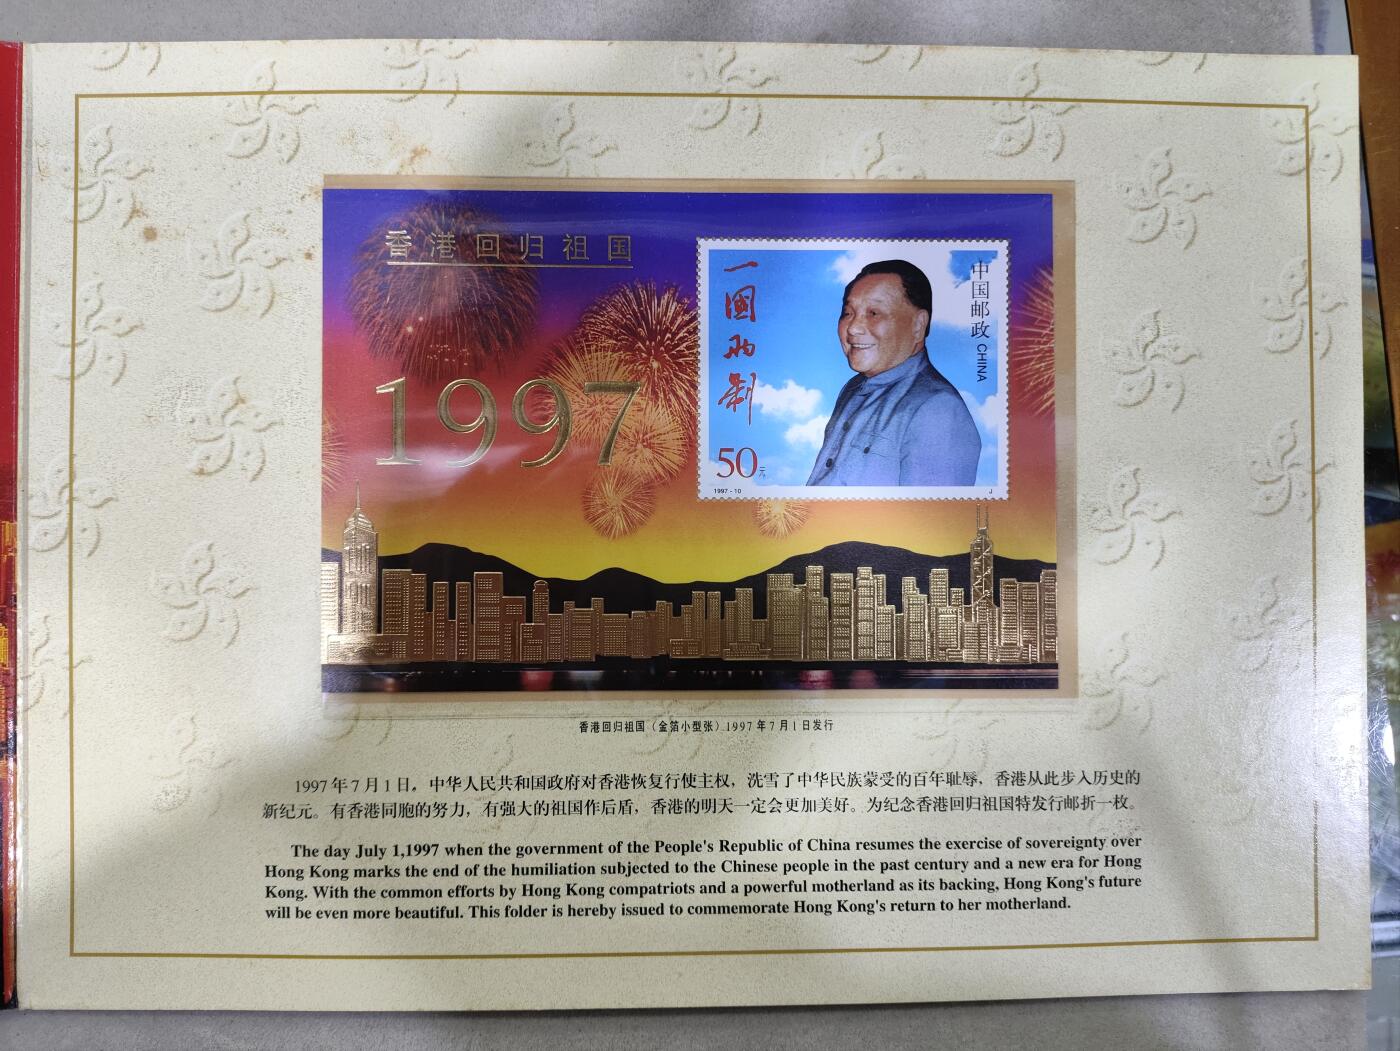 香港回归祖国
1997
一國两制
中国邮政 CHINA
50元
1997-10
J
香港回归祖国（金箔小型张）1997年7月1日发行
1997年7月1日，中华人民共和国政府对香港恢复行使主权，洗雪了中华民族蒙受的百年耻辱，香港从此步入历史的
新纪元。有香港同胞的努力，有强大的祖国作后盾，香港的明天一定会更加美好。为纪念香港回归祖国特发行邮折一枚。
The day July 1,1997 when the government of the People's Republic of China resumes the exercise of sovereignty over
Hong Kong marks the end of the humiliation subjected to the Chinese people in the past century and a new era for Hong
Kong. With the common efforts by Hong Kong compatriots and a powerful motherland as its backing, Hong Kong's future
will be even more beautiful. This folder is hereby issued to commemorate Hong Kong's return to her motherland.